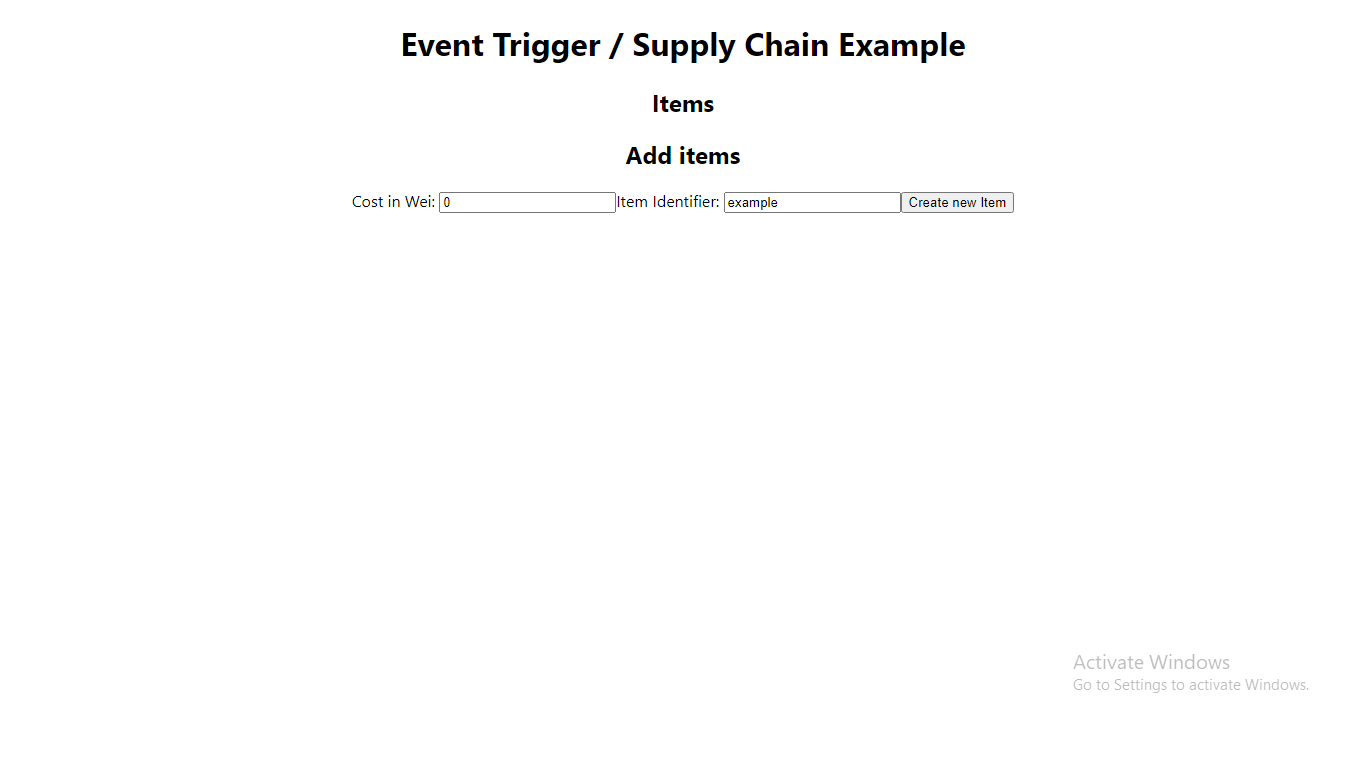 Event Trigger / Supply Chain Example
Items
Add items
Cost in Wei: 0 Item Identifier: example Create new Item
Activate Windows
Go to Settings to activate Windows.